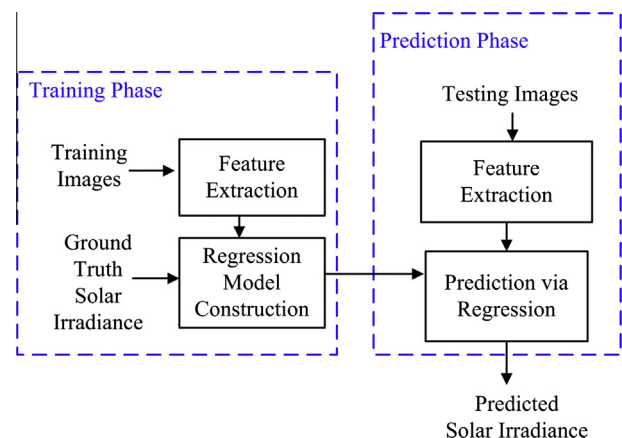 Training Phase
Training
Images
Feature
Extraction
Ground
Truth
Solar
Irradiance
Regression
Model
Construction
Prediction Phase
Testing Images
Feature
Extraction
Prediction via
Regression
Predicted
Solar Irradiance